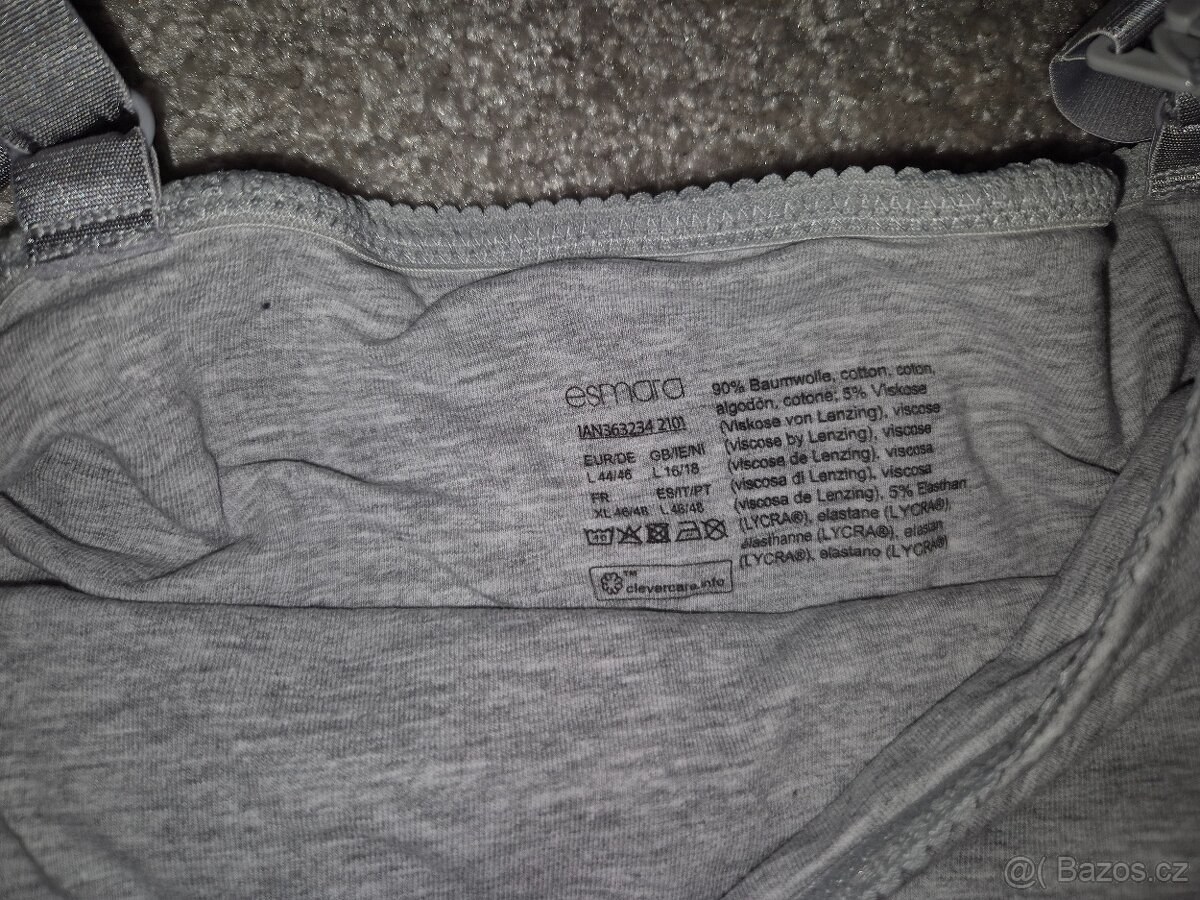 esmara
IAN363234 2101
EUR/DE GB/IE/NI
L 44/46 L 16/18
FR ES/IT/PT
XL 46/48 L 46/48
clevercare.info
90% Baumwolle, cotton, coton,
algodón, cotone; 5% Viskose
(Viskose von Lenzing), viscose
(viscose by Lenzing), viscose
(viscose de Lenzing), viscosa
(viscosa di Lenzing), viscosa
(viscosa de Lenzing), 5% Easthan
(LYCRA®), elastane (LYCRA®),
elasthanne (LYCRA®), elastan
(LYCRA®), elastano (LYCRA®)
@( Bazos.cz